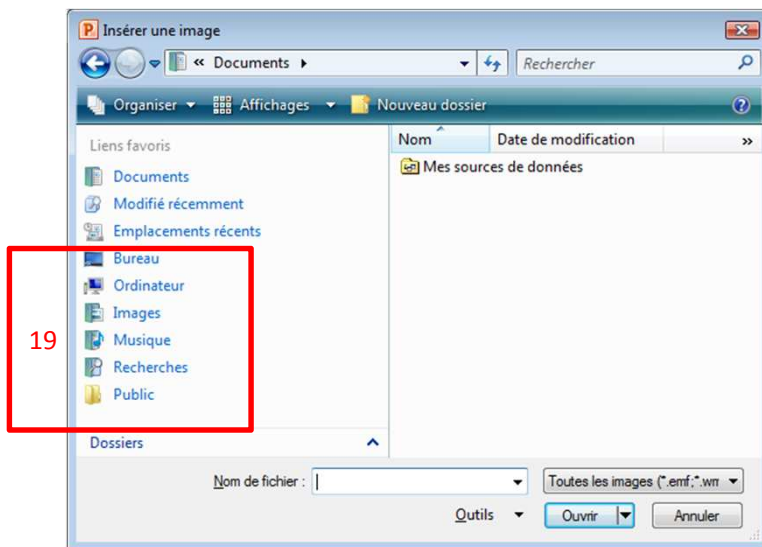 Insérer une image
« Documents
Rechercher
Organiser Affichages Nouveau dossier
Liens favoris
Nom Date de modification »
Documents
Mes sources de données
Modifié récemment
Emplacements récents
Bureau
Ordinateur
Images
19
Musique
Recherches
Public
Dossiers
Nom de fichier :
Toutes les images (*.emf;*.wm
Outils
Ouvrir
Annuler